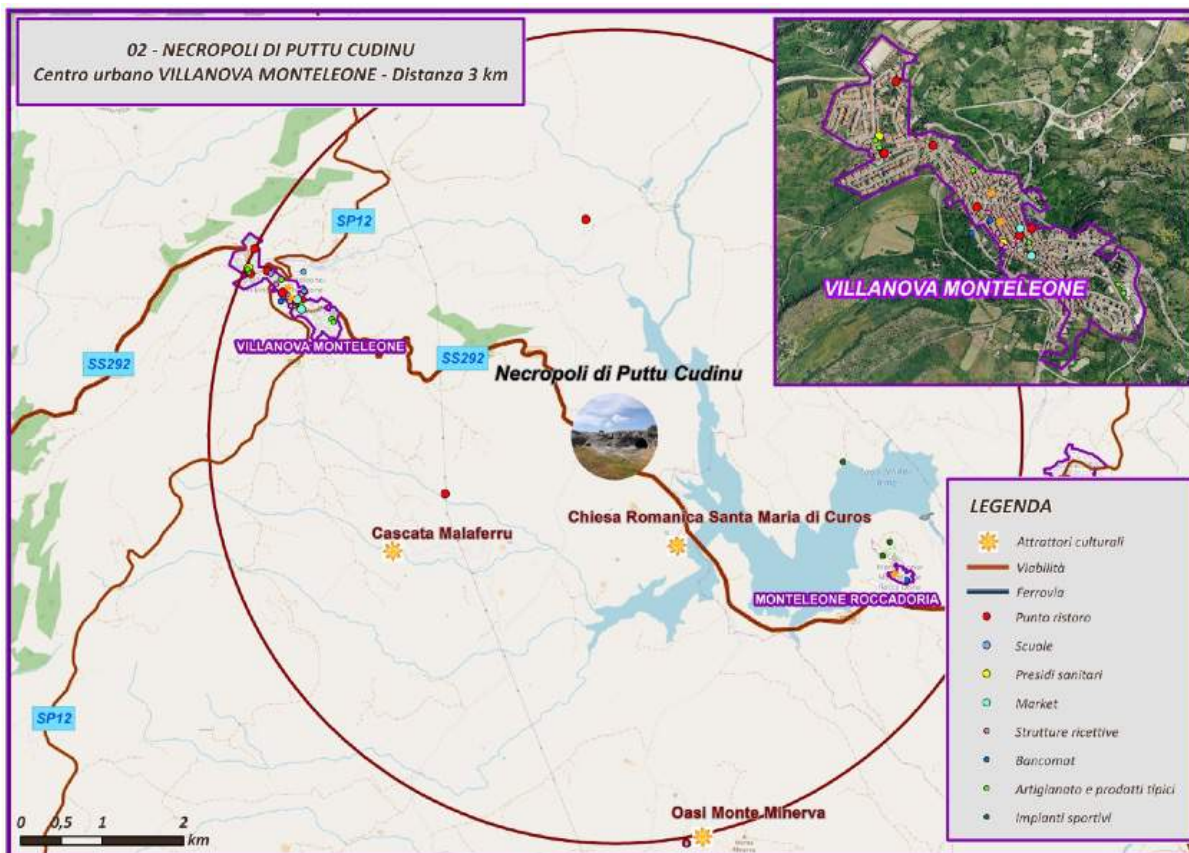 02 - NECROPOLI DI PUTTU CUDINU
Centro urbano VILLANOVA MONTELEONE - Distanza 3 km
VILLANOVA MONTELEONE
SP12
SS292
VILLANOVA MONTELEONE
SS292
Necropoli di Puttu Cudinu
Cascata Malaferru
Chiesa Romanica Santa Maria di Curos
MONTELEONE ROCCADORIA
SP12
Oasi Monte Minerva
Monte
Minerva
0 0,5 1 2
km
LEGENDA
Attrattori culturali
Viabilità
Ferrovia
Punto ristoro
Scuole
Presidi sanitari
Market
Strutture ricettive
Bancomat
Artigianato e prodotti tipici
Impianti sportivi